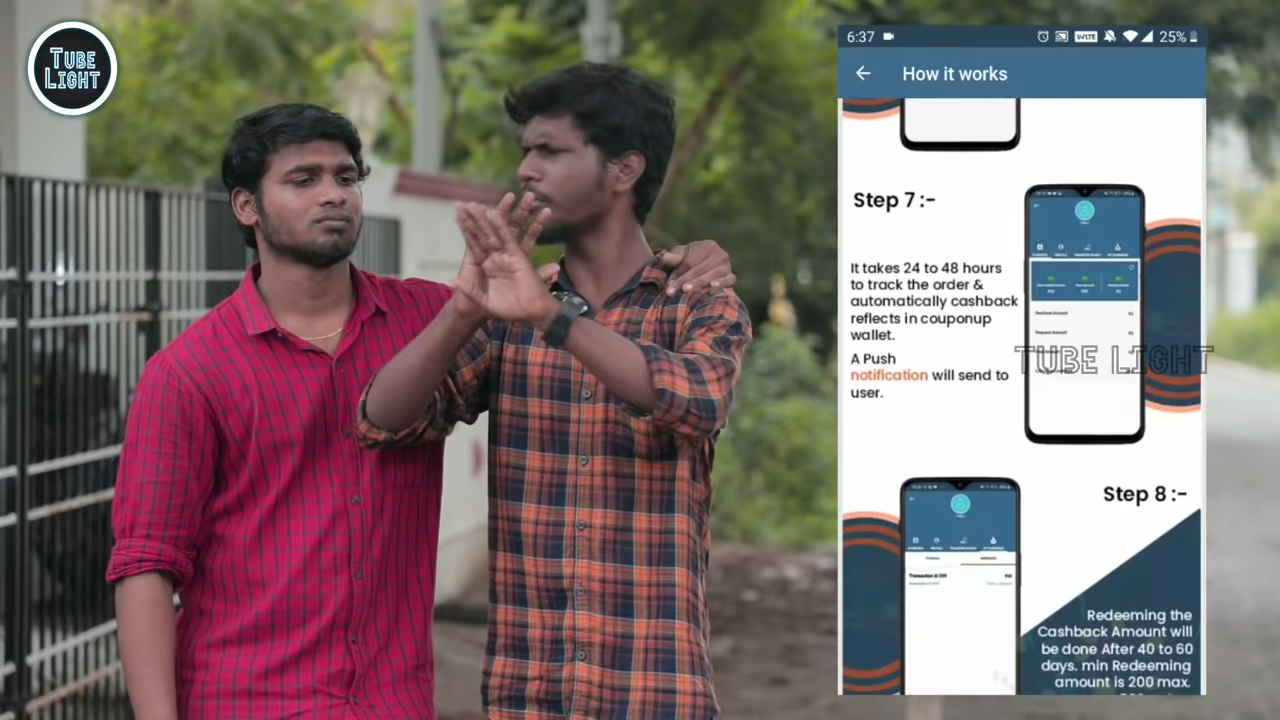 TUBE
LIGHT
6:37
25%
How it works
Step 7 :-
It takes 24 to 48 hours
to track the order &
automatically cashback
reflects in couponup
wallet.
A Push
notification will send to
user.
TUBE LIGHT
Step 8 :-
Redeeming the
Cashback Amount will
be done After 40 to 60
days. min Redeeming
amount is 200 max.